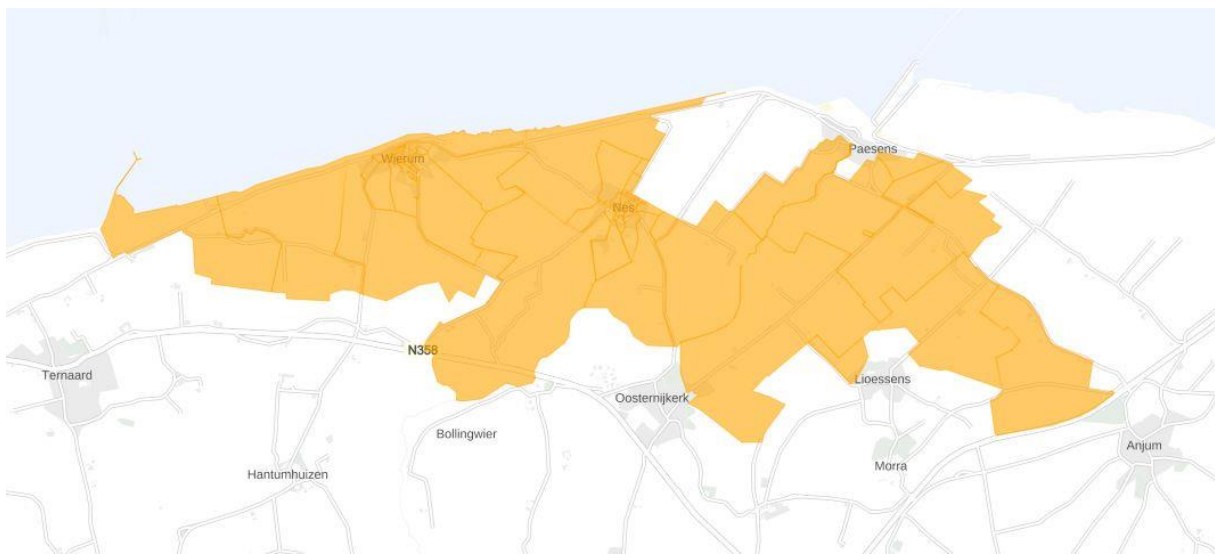 Wierum
Paesens
Nes
N358
Ternaard
Lioessens
Oosternijkerk
Bollingwier
Anjum
Morra
Hantumhuizen